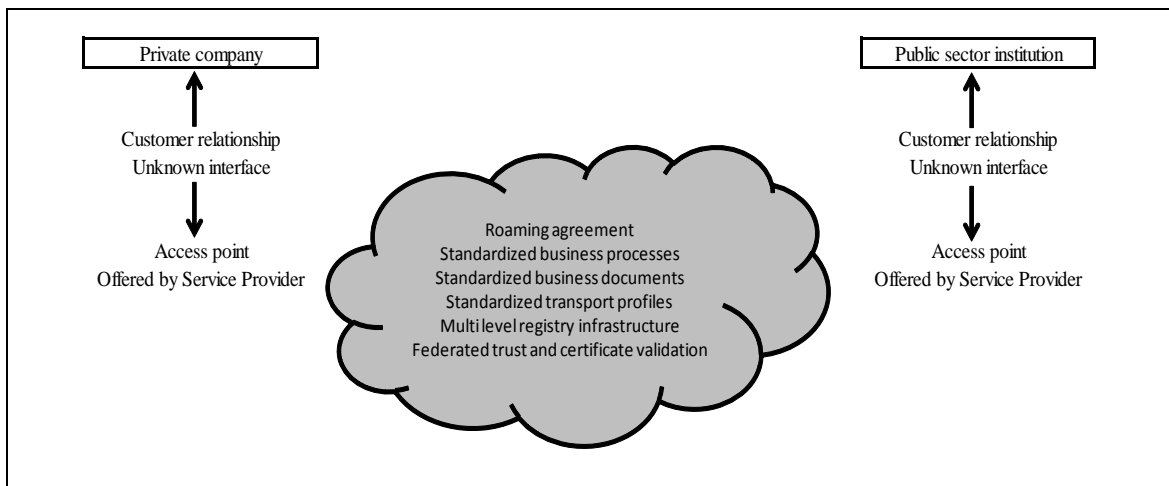 Private company
Customer relationship
Unknown interface
Access point
Offered by Service Provider
Roaming agreement
Standardized business processes
Standardized business documents
Standardized transport profiles
Multi level registry infrastructure
Federated trust and certificate validation
Public sector institution
Customer relationship
Unknown interface
Access point
Offered by Service Provider